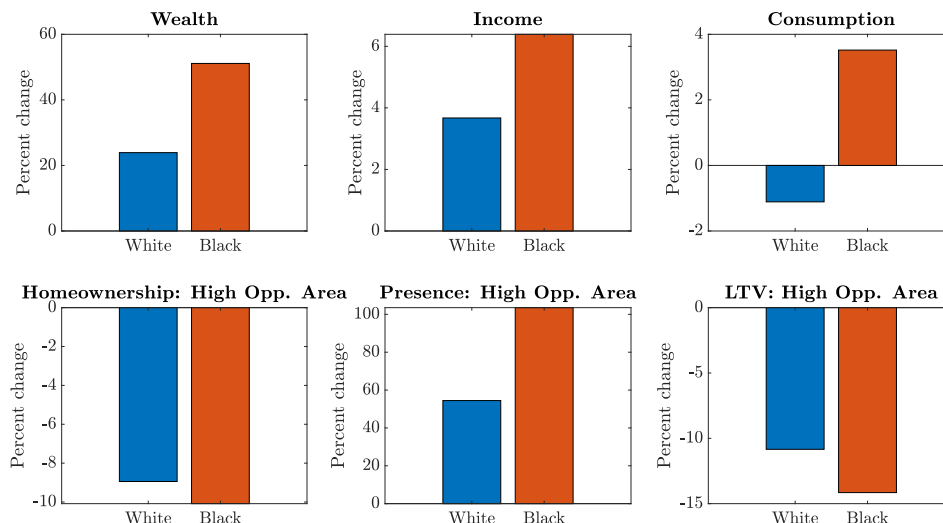 Wealth
Percent change
60
40
20
0
White Black
Income
Percent change
6
4
2
0
White Black
Consumption
Percent change
4
2
0
-2
White Black
Homeownership: High Opp. Area
Percent change
0
-2
-4
-6
-8
-10
White Black
Presence: High Opp. Area
Percent change
100
80
60
40
20
0
White Black
LTV: High Opp. Area
Percent change
0
-5
-10
-15
White Black